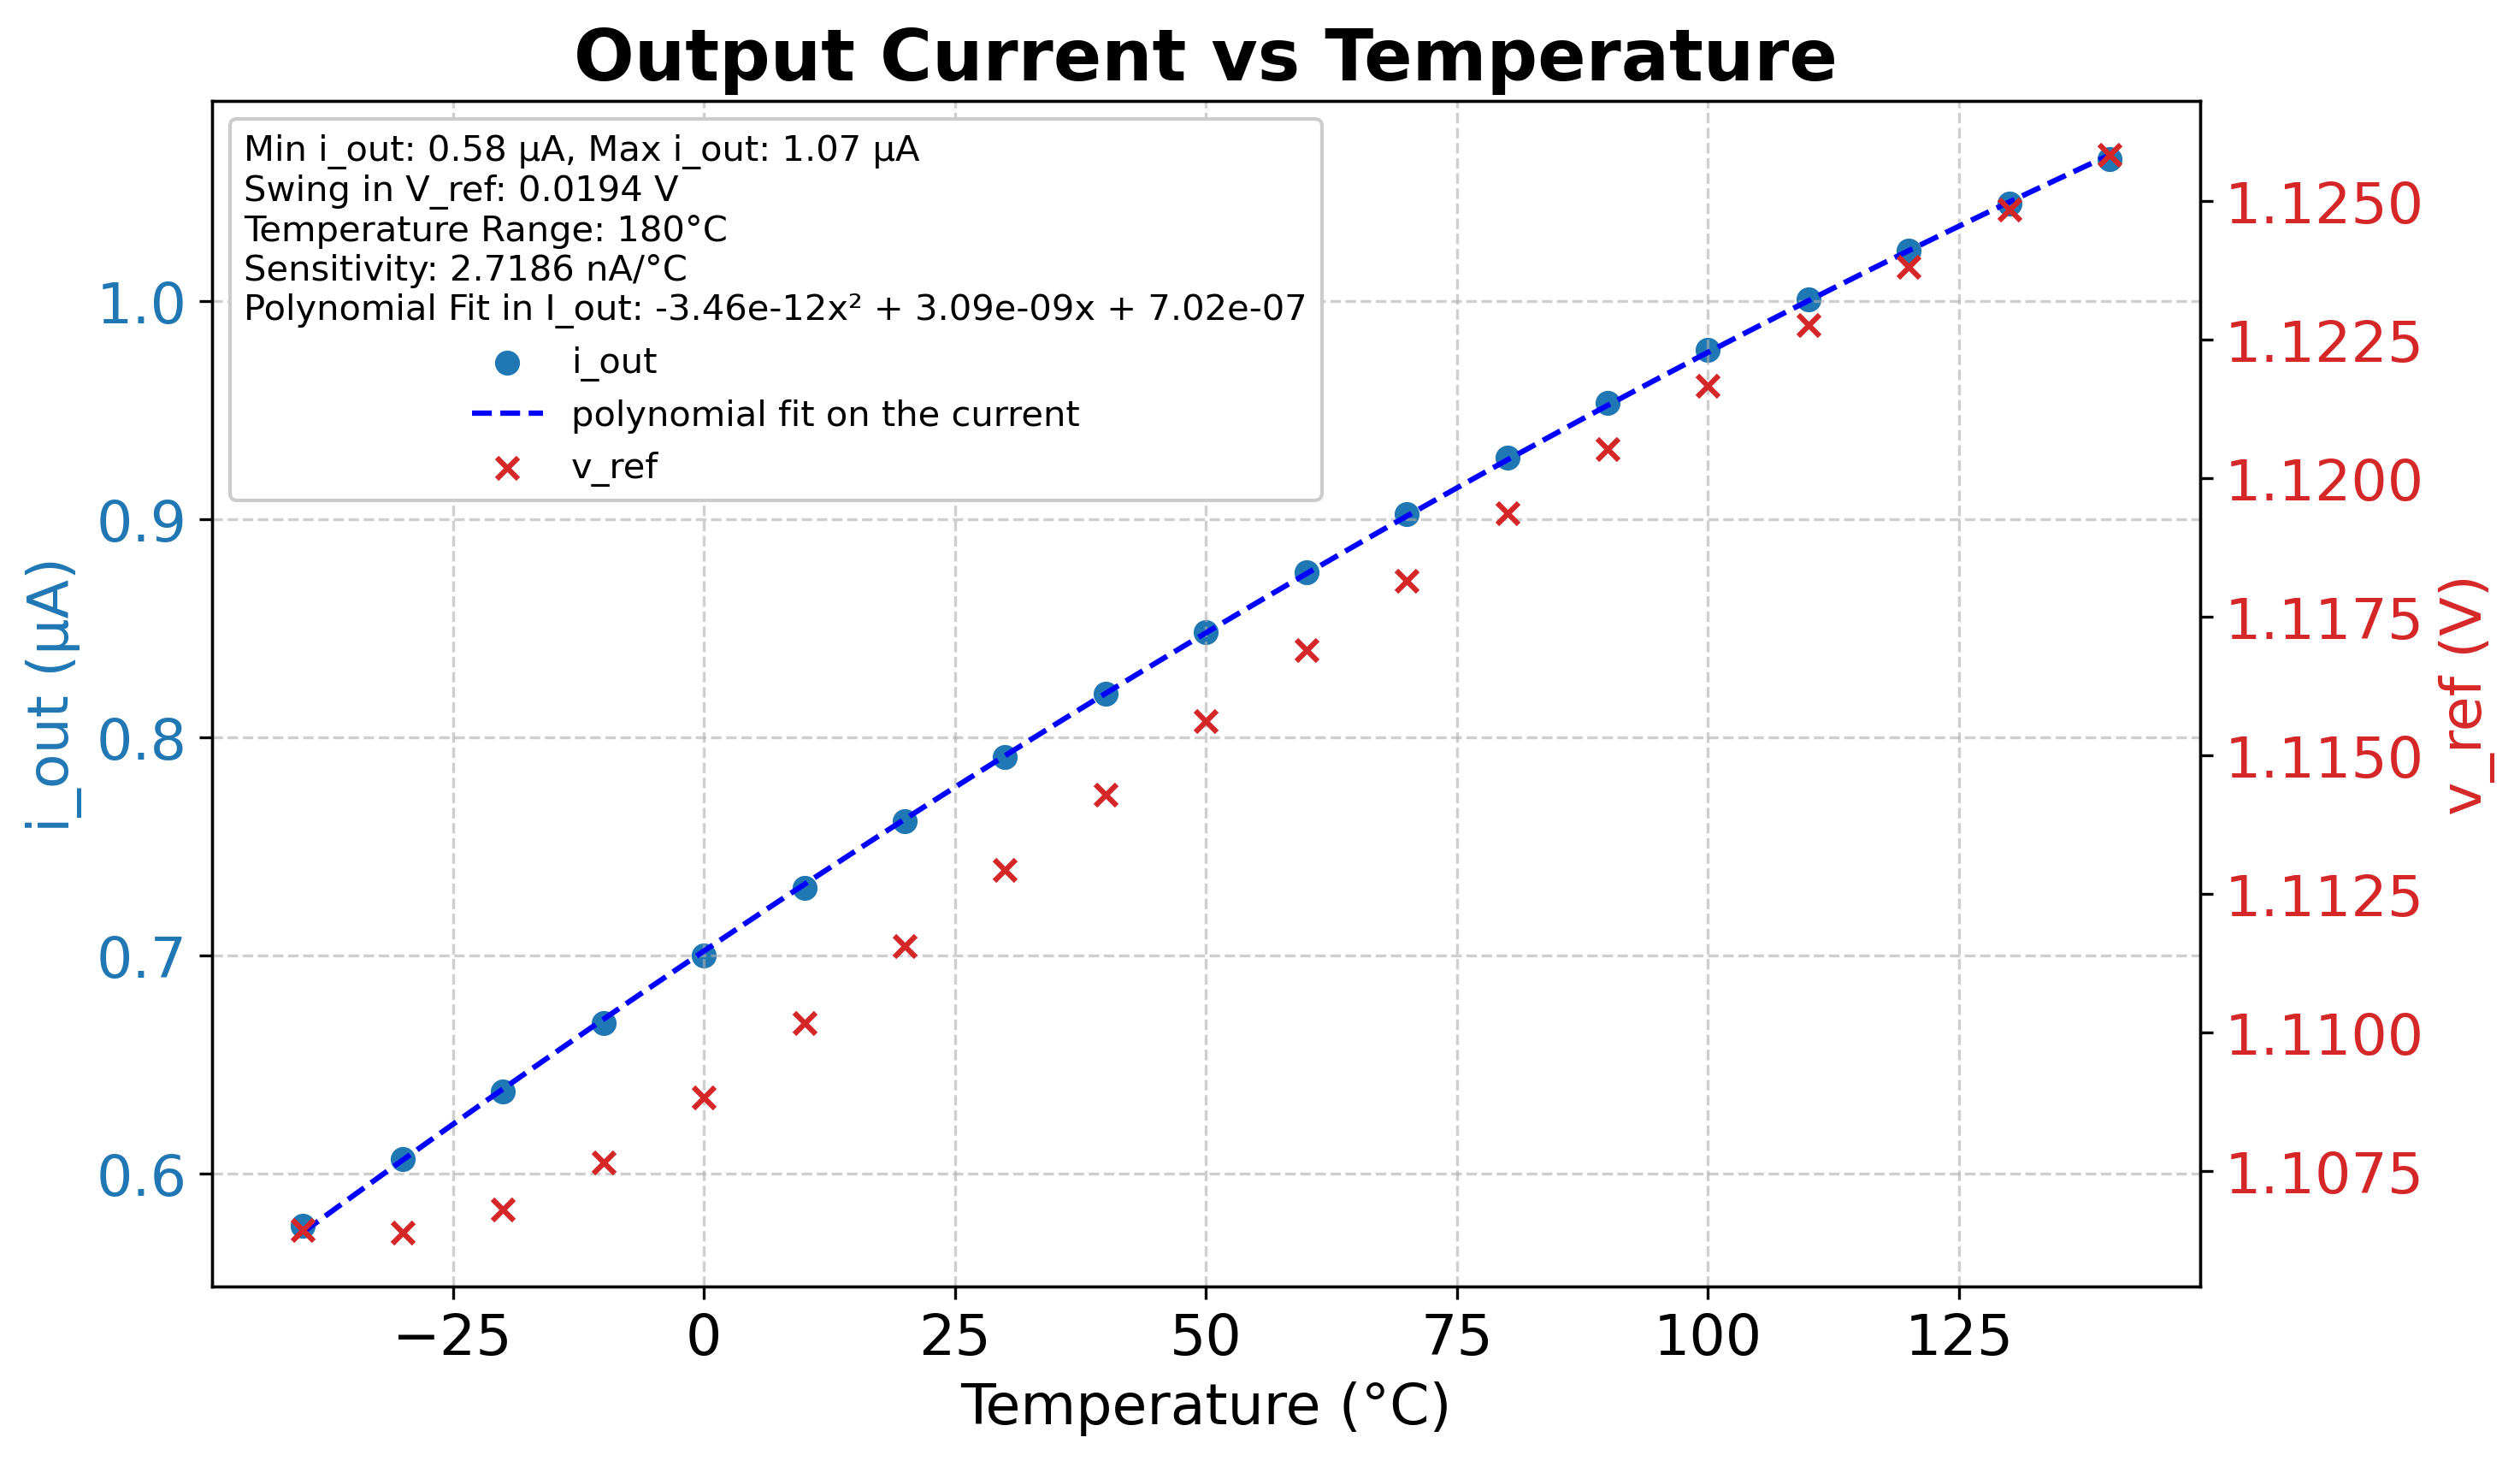 Output Current vs Temperature
Min i_out: 0.58 µA, Max i_out: 1.07 µA
Swing in V_ref: 0.0194 V
Temperature Range: 180°C
Sensitivity: 2.7186 nA/°C
Polynomial Fit in I_out: -3.46e-12x² + 3.09e-09x + 7.02e-07
i_out
polynomial fit on the current
v_ref
i_out (µA)
1.0
0.9
0.8
0.7
0.6
1.1250
1.1225
1.1200
1.1175
1.1150
1.1125
1.1100
1.1075
v_ref (V)
−25 0 25 50 75 100 125
Temperature (°C)